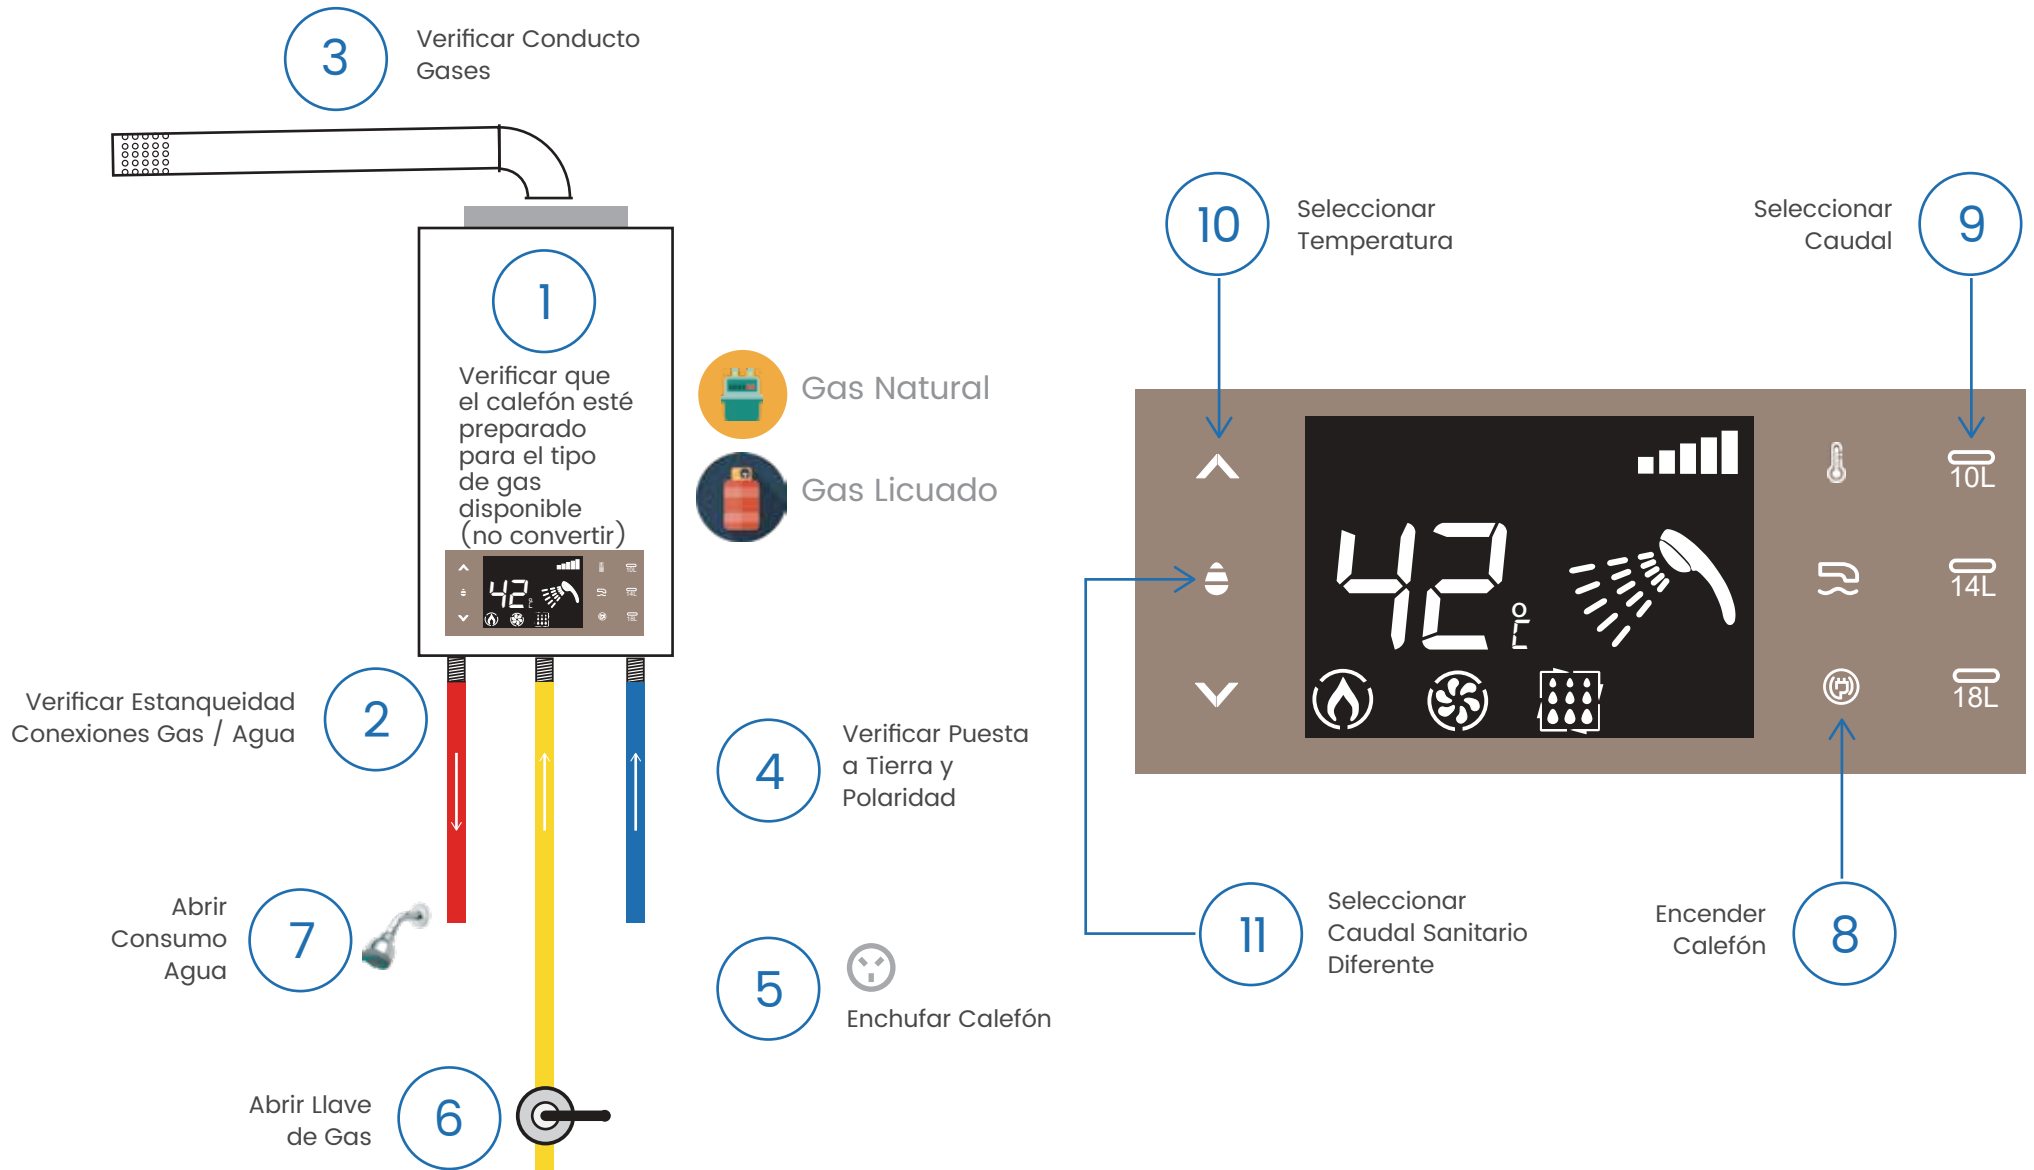 3
Verificar Conducto
Gases
1
Verificar que
el calefón esté
preparado
para el tipo
de gas
disponible
(no convertir)
42
°C
Gas Natural
Gas Licuado
2
Verificar Estanqueidad
Conexiones Gas / Agua
4
Verificar Puesta
a Tierra y
Polaridad
7
Abrir
Consumo
Agua
5
Enchufar Calefón
6
Abrir Llave
de Gas
10
Seleccionar
Temperatura
Seleccionar
Caudal
9
10L
42
°C
14L
18L
11
Seleccionar
Caudal Sanitario
Diferente
Encender
Calefón
8